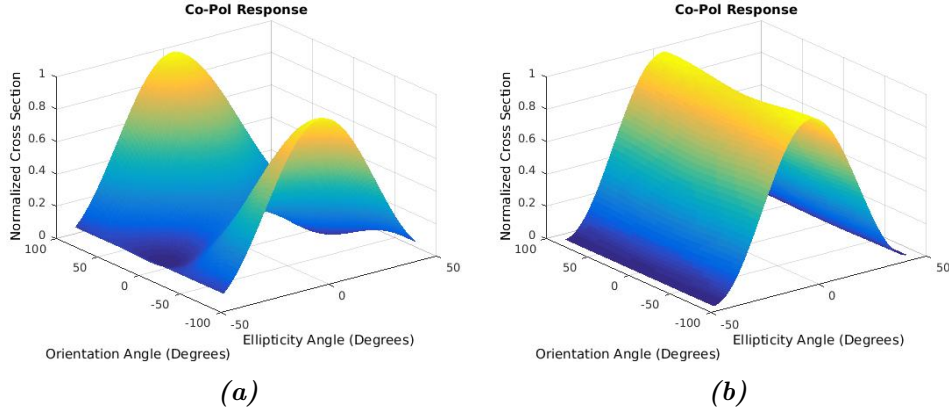 Co-Pol Response
Normalized Cross Section
1
0.8
0.6
0.4
0.2
0
100
50
0
-50
-100
-50
0
50
Orientation Angle (Degrees)
Ellipticity Angle (Degrees)
(a)
Co-Pol Response
Normalized Cross Section
1
0.8
0.6
0.4
0.2
0
100
50
0
-50
-100
-50
0
50
Orientation Angle (Degrees)
Ellipticity Angle (Degrees)
(b)